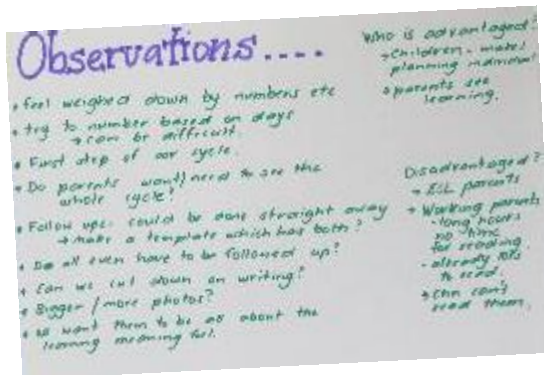 Observations....
• feel weighed down by numbers etc
• try to number based on days
→ can be difficult.
• First step of our cycle.
• Do parents want/need to see the
whole cycle?
• Follow ups: could be done straight away
→ make a template which has both?
• Do all even have to be followed up?
• Can we cut down on writing?
• Bigger / more photos?
• we want them to be all about the
learning meaningful.
Who is advantaged?
→ children - makes
planning individual
→ parents see
learning.
Disadvantaged?
→ ESL parents
→ Working parents
- long hours
no time
for reading.
- already lots
to read.
→ chn can't
read them.